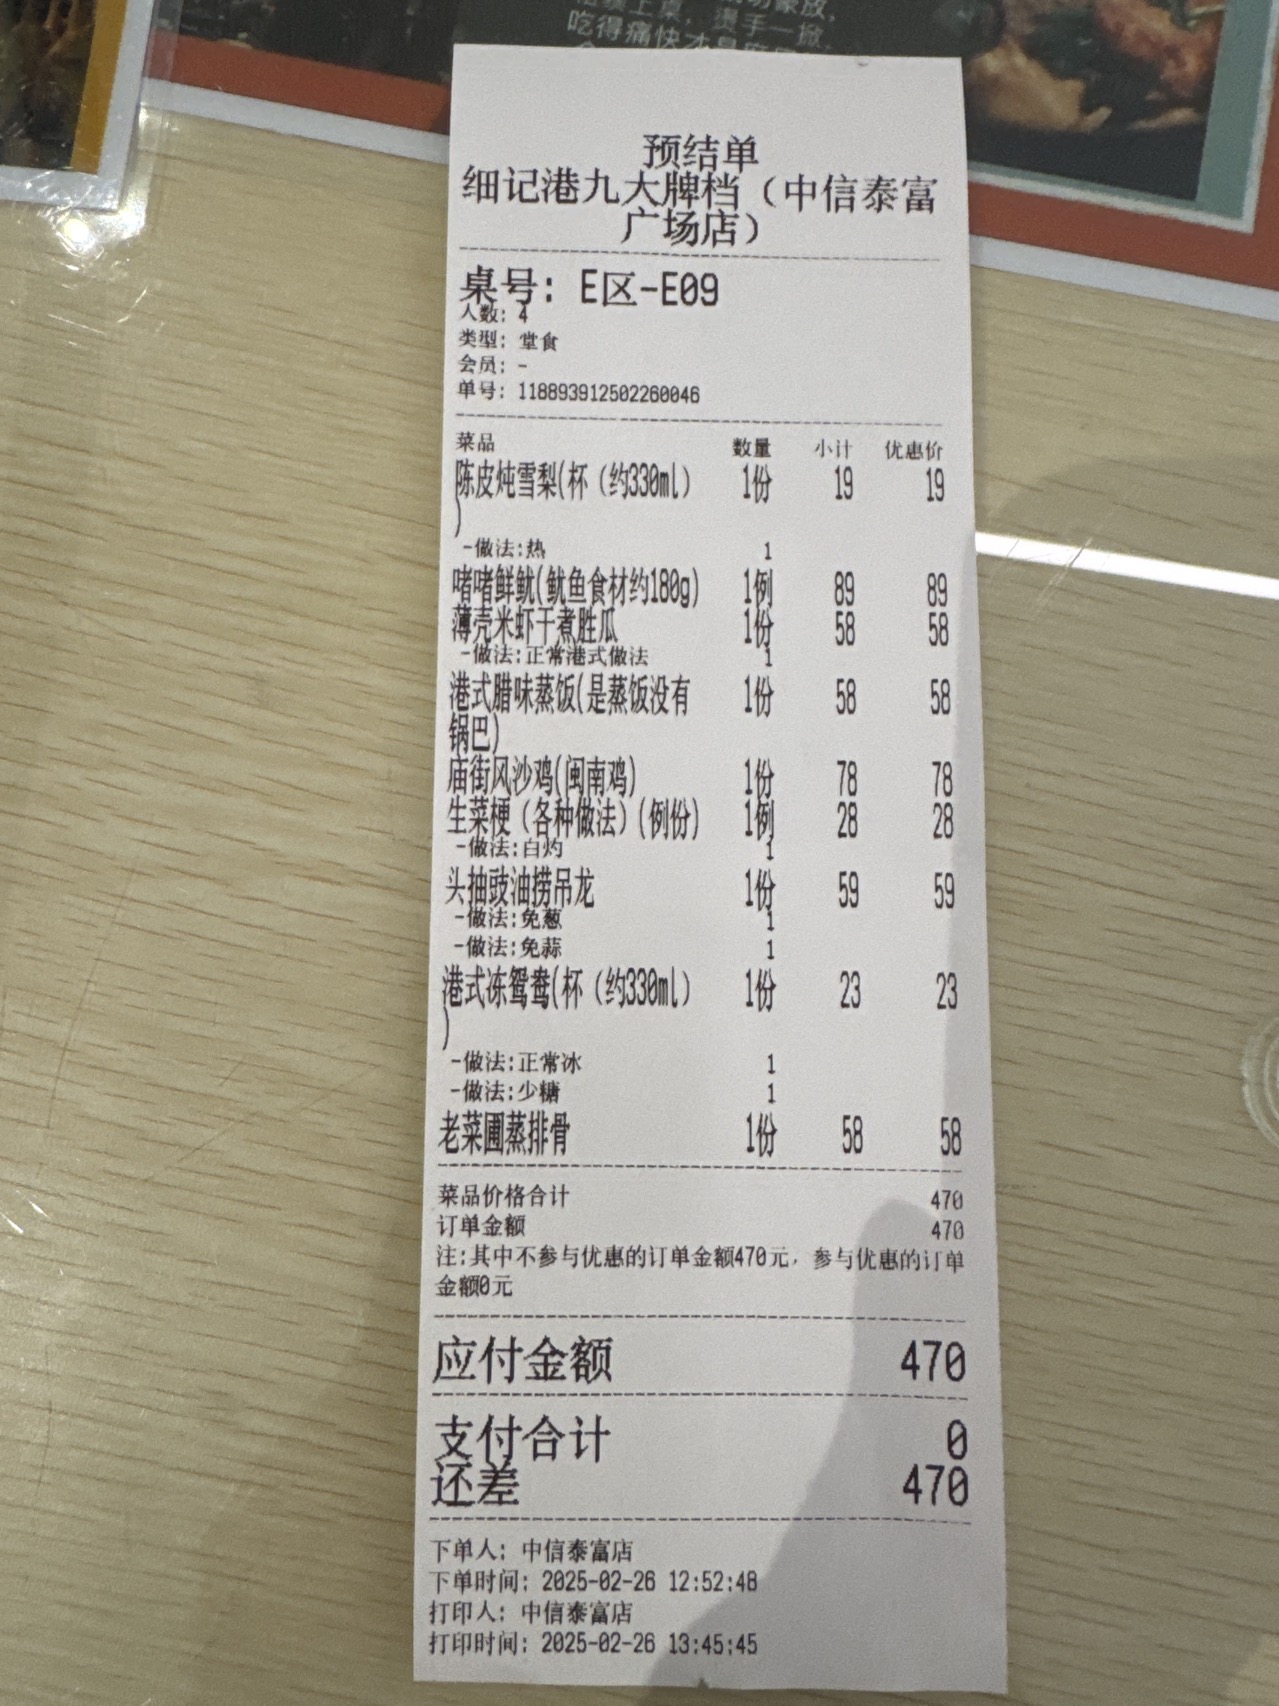 吃得痛快才是
预结单
细记港九大牌档（中信泰富
广场店）
桌号: E区-E09
人数: 4
类型: 堂食
会员: -
单号: 118893912502260046
菜品 数量 小计 优惠价
陈皮炖雪梨(杯（约330ml） 1份 19 19
)
-做法:热 1
啫啫鲜鱿(鱿鱼食材约180g) 1例 89 89
薄壳米虾干煮胜瓜 1份 58 58
-做法:正常港式做法 1
港式腊味蒸饭(是蒸饭没有 1份 58 58
锅巴)
庙街风沙鸡(闽南鸡) 1份 78 78
生菜梗（各种做法）(例份) 1例 28 28
-做法:白灼 1
头抽豉油捞吊龙 1份 59 59
-做法:免葱 1
-做法:免蒜 1
港式冻鸳鸯(杯（约330ml） 1份 23 23
)
-做法:正常冰 1
-做法:少糖 1
老菜圃蒸排骨 1份 58 58
菜品价格合计 470
订单金额 470
注:其中不参与优惠的订单金额470元，参与优惠的订单
金额0元
应付金额 470
支付合计 0
还差 470
下单人: 中信泰富店
下单时间: 2025-02-26 12:52:48
打印人: 中信泰富店
打印时间: 2025-02-26 13:45:45